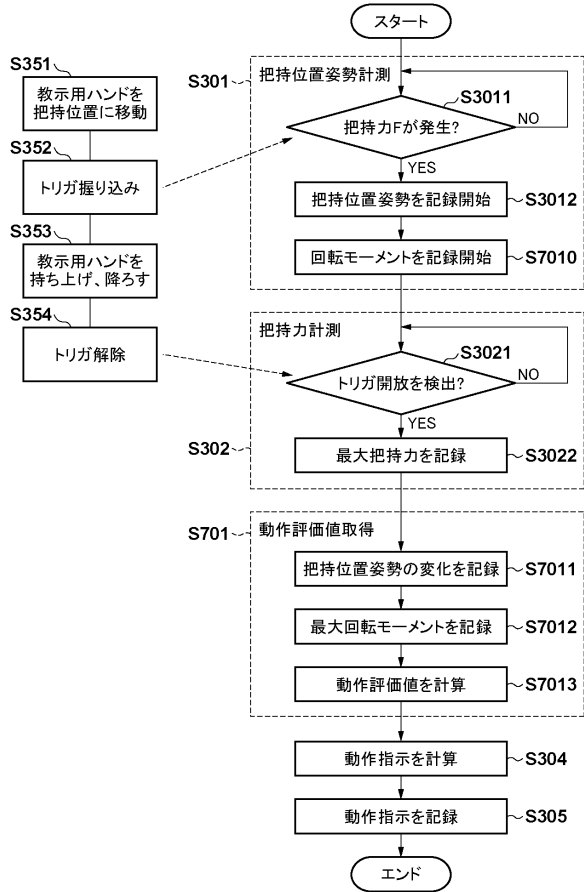 スタート
S351
教示用ハンドを
把持位置に移動
S352
トリガ握り込み
S353
教示用ハンドを
持ち上げ、降ろす
S354
トリガ解除
S301
把持位置姿勢計測
S3011
把持力Fが発生?
NO
YES
把持位置姿勢を記録開始
S3012
回転モーメントを記録開始
S7010
把持力計測
S3021
トリガ開放を検出?
NO
YES
S302
最大把持力を記録
S3022
S701
動作評価値取得
把持位置姿勢の変化を記録
S7011
最大回転モーメントを記録
S7012
動作評価値を計算
S7013
動作指示を計算
S304
動作指示を記録
S305
エンド